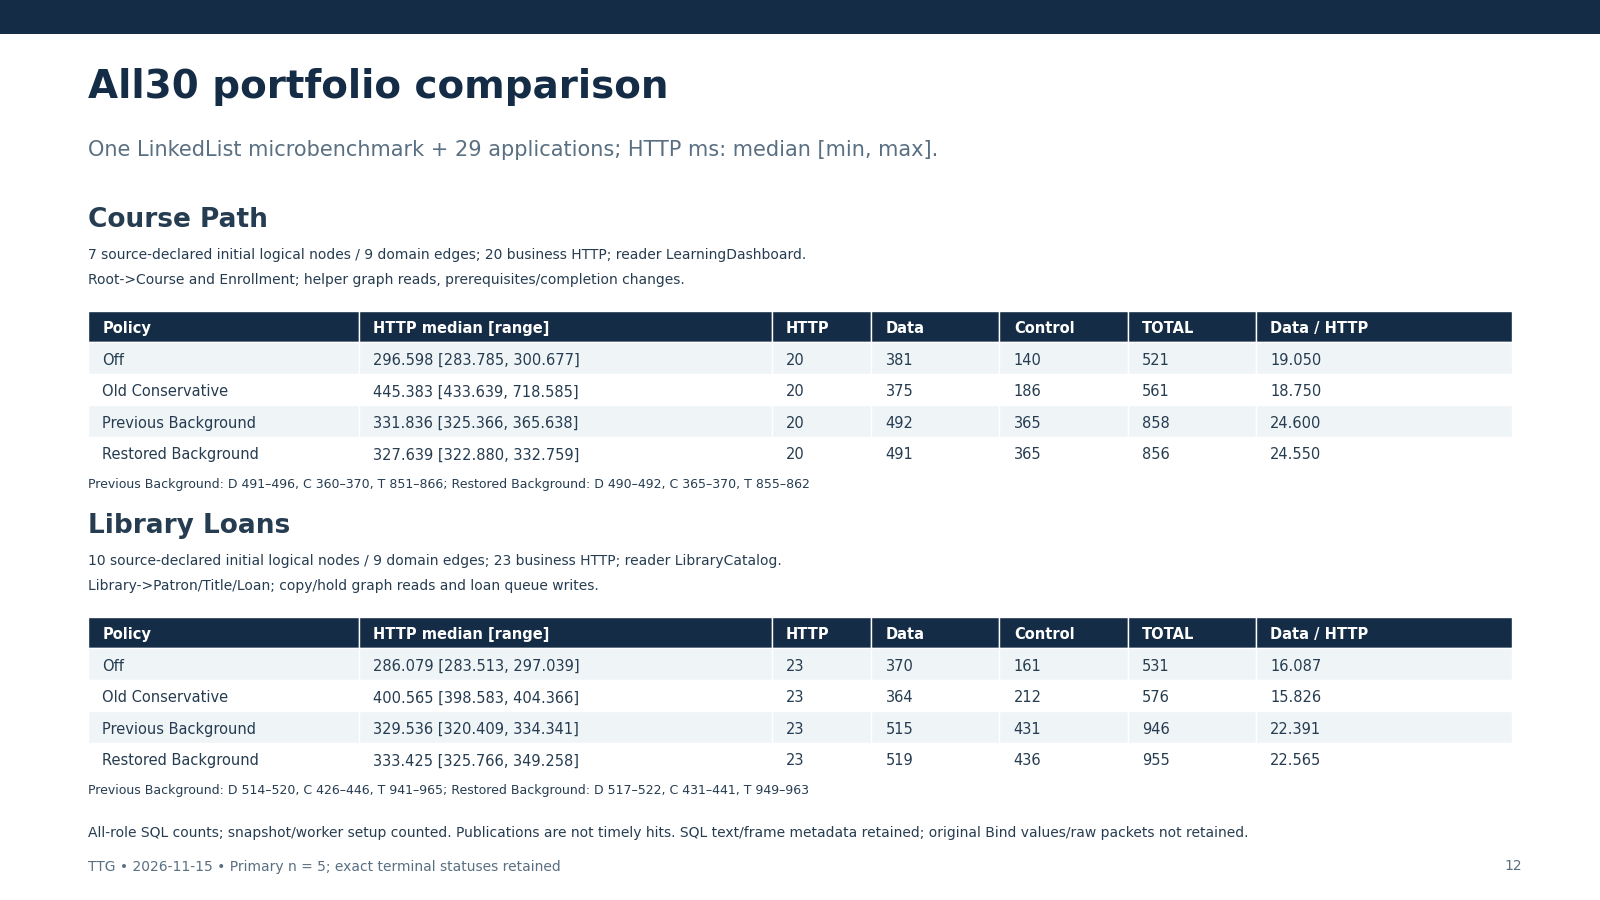 All30 portfolio comparison
One LinkedList microbenchmark + 29 applications; HTTP ms: median [min, max].
Course Path
7 source-declared initial logical nodes / 9 domain edges; 20 business HTTP; reader LearningDashboard.
Root->Course and Enrollment; helper graph reads, prerequisites/completion changes.
Policy HTTP median [range] HTTP Data Control TOTAL Data / HTTP
Off 296.598 [283.785, 300.677] 20 381 140 521 19.050
Old Conservative 445.383 [433.639, 718.585] 20 375 186 561 18.750
Previous Background 331.836 [325.366, 365.638] 20 492 365 858 24.600
Restored Background 327.639 [322.880, 332.759] 20 491 365 856 24.550
Previous Background: D 491–496, C 360–370, T 851–866; Restored Background: D 490–492, C 365–370, T 855–862
Library Loans
10 source-declared initial logical nodes / 9 domain edges; 23 business HTTP; reader LibraryCatalog.
Library->Patron/Title/Loan; copy/hold graph reads and loan queue writes.
Policy HTTP median [range] HTTP Data Control TOTAL Data / HTTP
Off 286.079 [283.513, 297.039] 23 370 161 531 16.087
Old Conservative 400.565 [398.583, 404.366] 23 364 212 576 15.826
Previous Background 329.536 [320.409, 334.341] 23 515 431 946 22.391
Restored Background 333.425 [325.766, 349.258] 23 519 436 955 22.565
Previous Background: D 514–520, C 426–446, T 941–965; Restored Background: D 517–522, C 431–441, T 949–963
All-role SQL counts; snapshot/worker setup counted. Publications are not timely hits. SQL text/frame metadata retained; original Bind values/raw packets not retained.
TTG • 2026-11-15 • Primary n = 5; exact terminal statuses retained 12